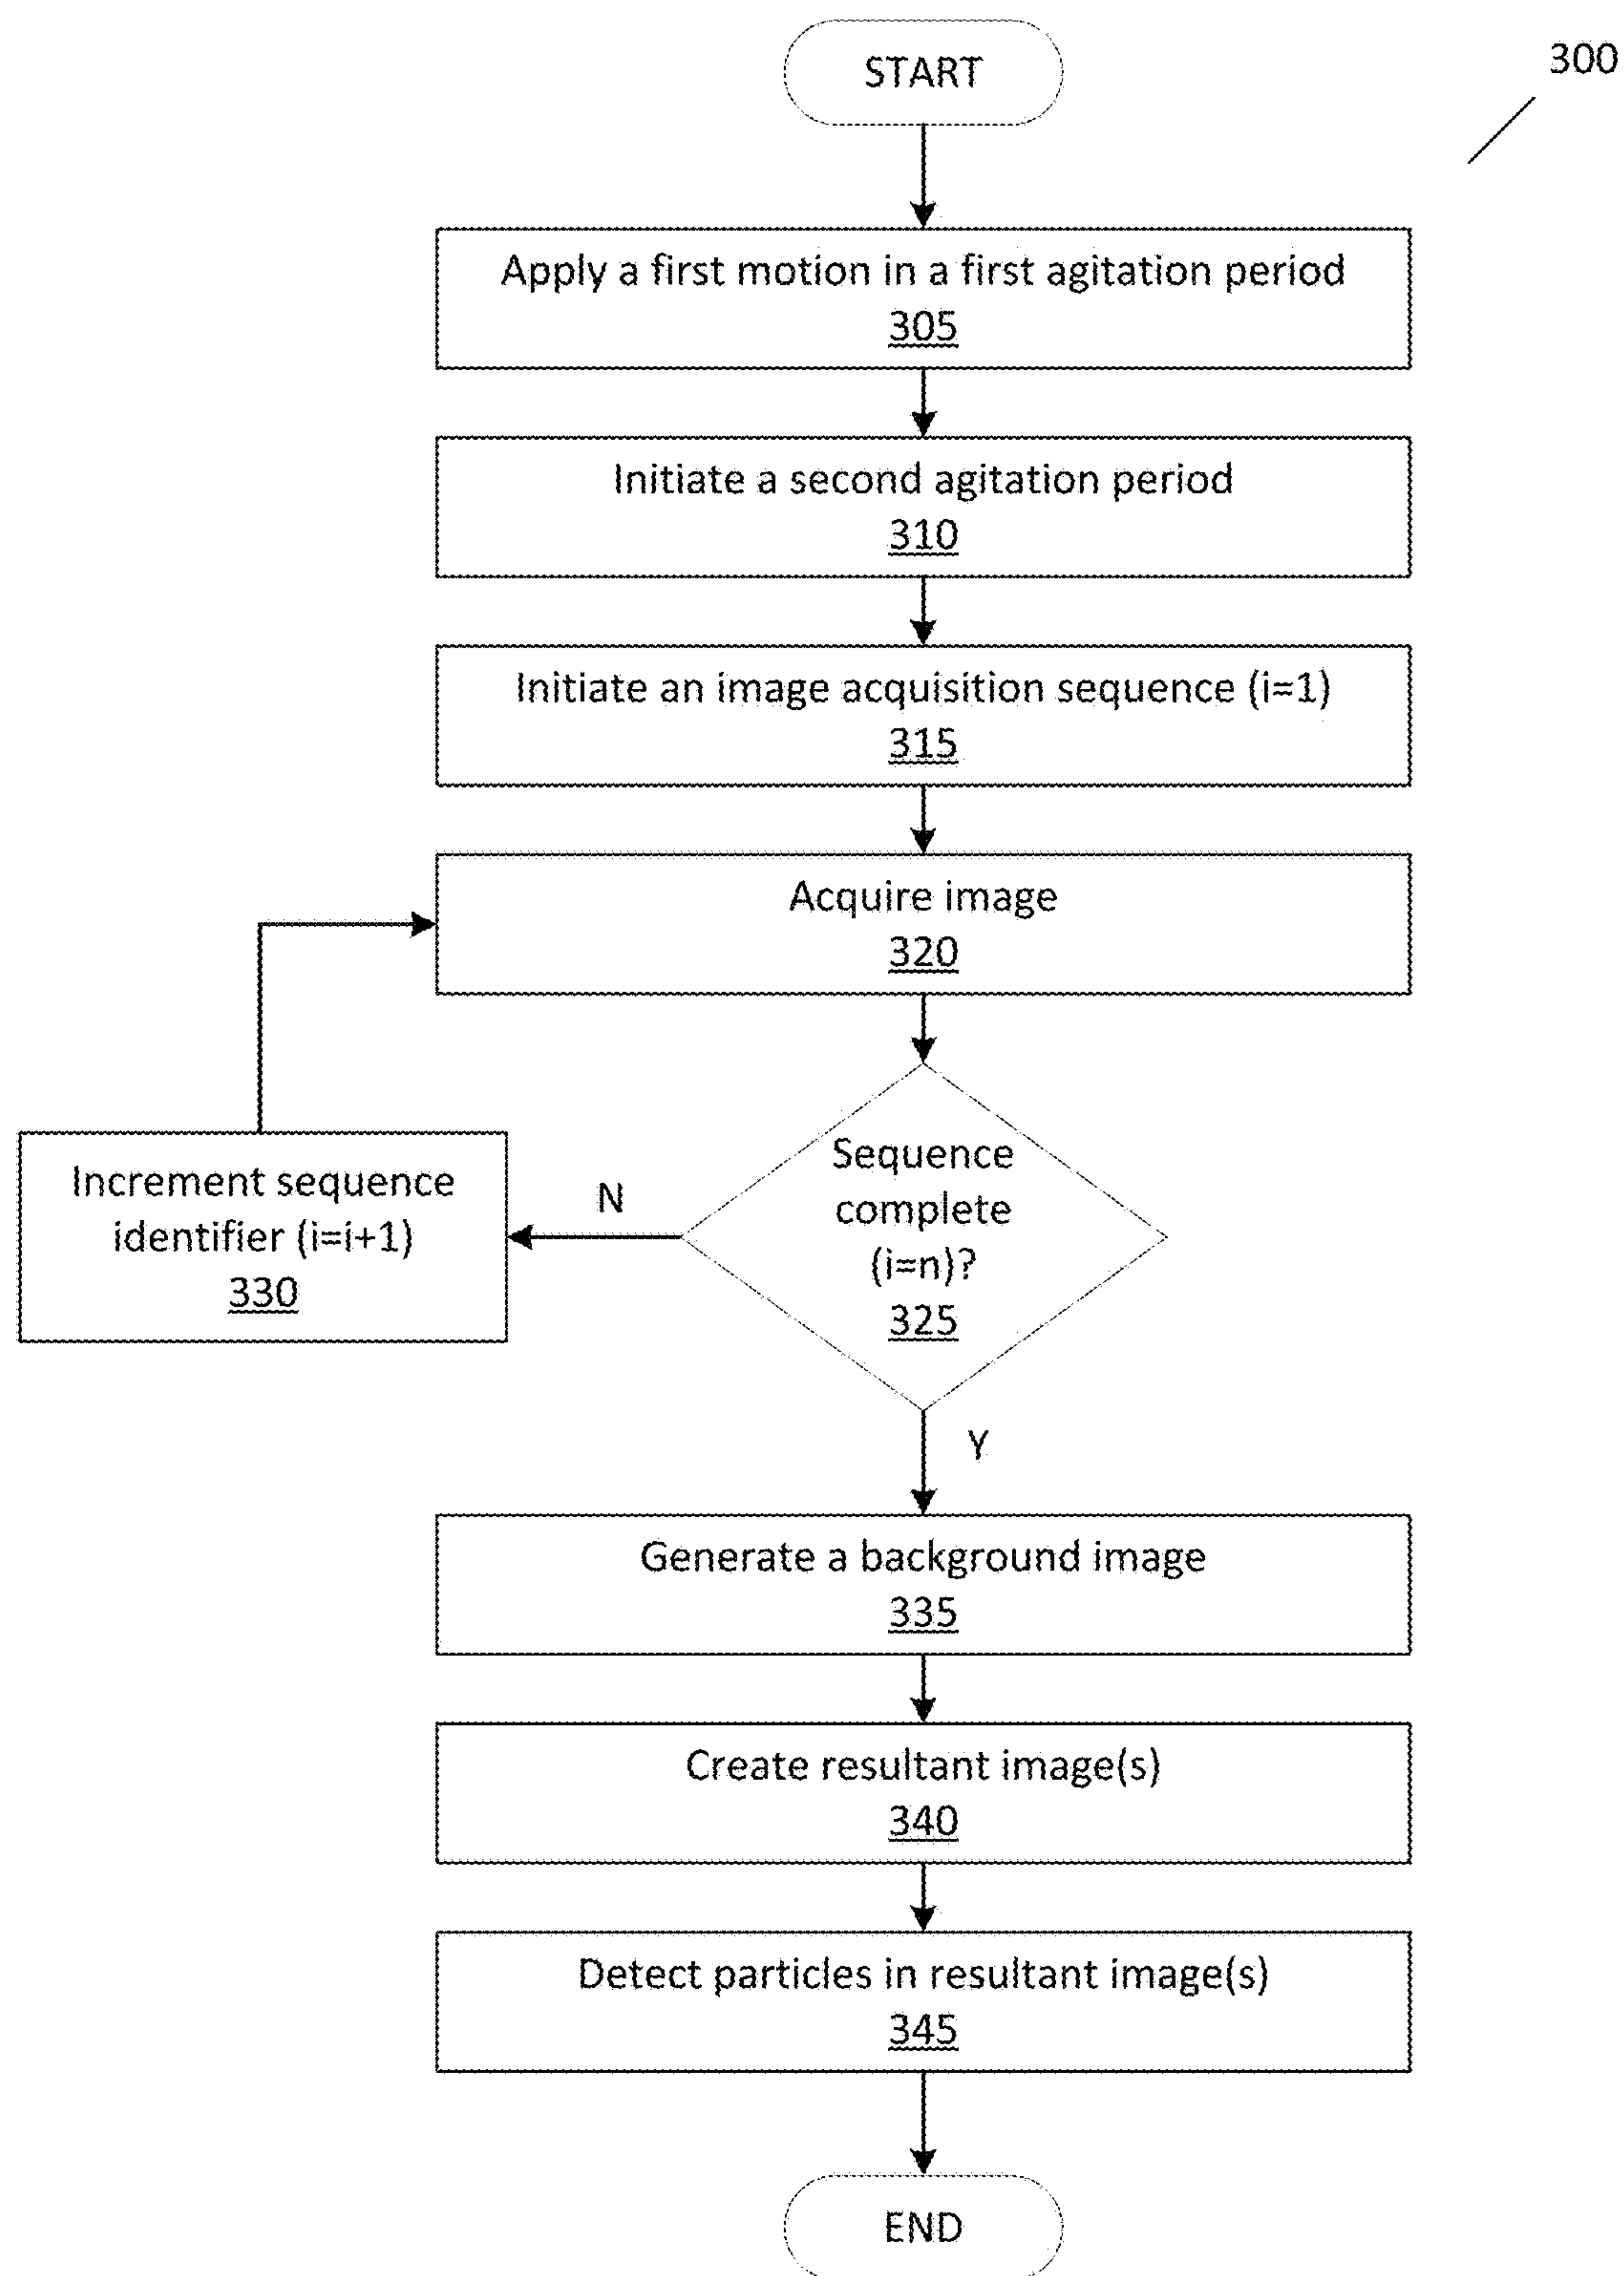 START
300
Apply a first motion in a first agitation period
305
Initiate a second agitation period
310
Initiate an image acquisition sequence (i=1)
315
Acquire image
320
Sequence
complete
(i=n)?
325
N
Increment sequence
identifier (i=i+1)
330
Y
Generate a background image
335
Create resultant image(s)
340
Detect particles in resultant image(s)
345
END